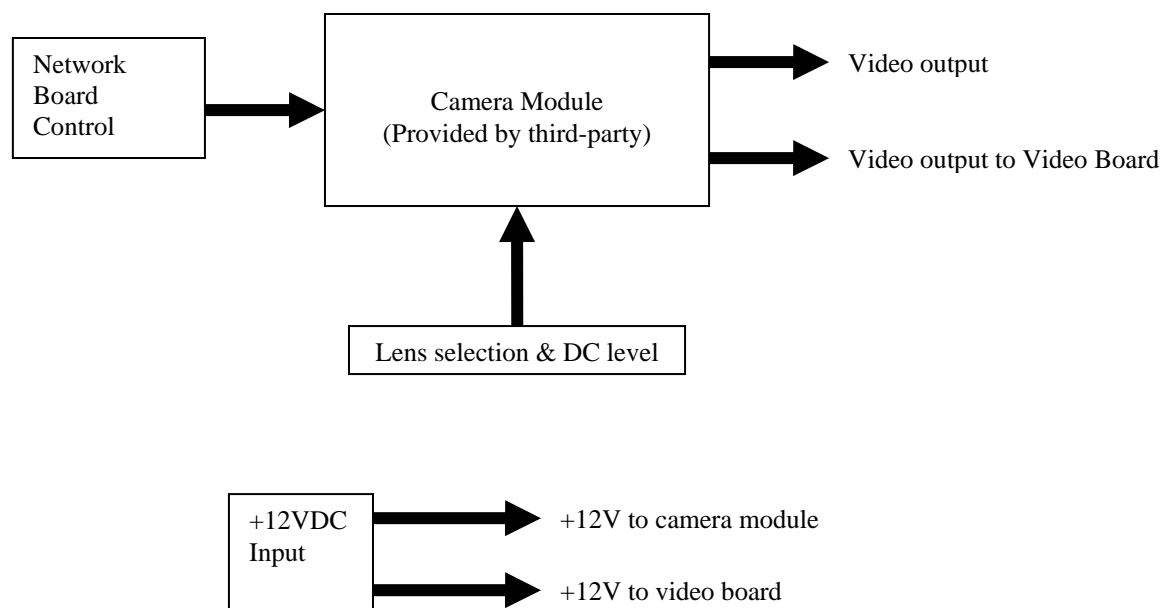 Network
Board
Control
Camera Module
(Provided by third-party)
Video output
Video output to Video Board
Lens selection & DC level
+12VDC
Input
+12V to camera module
+12V to video board